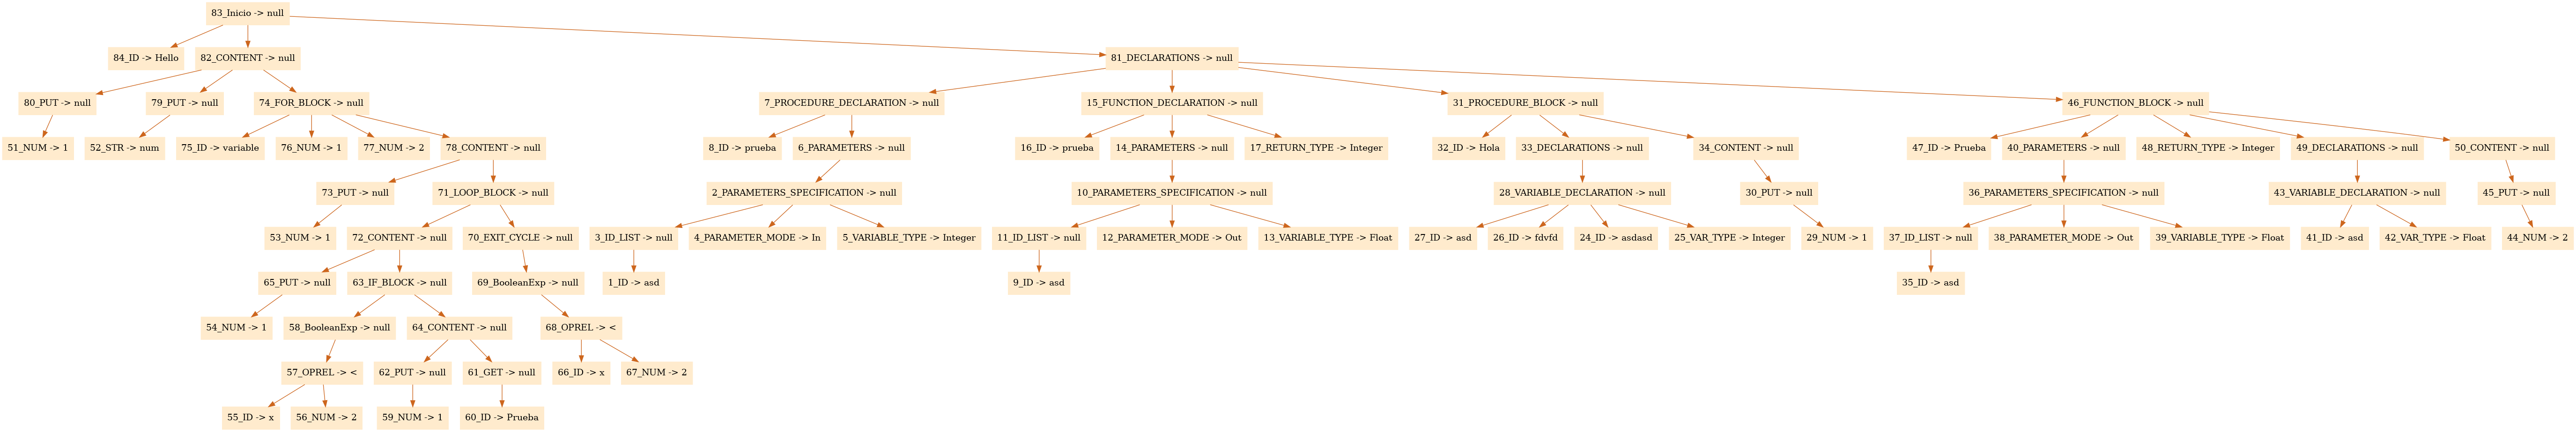 83_Inicio -> null
84_ID -> Hello
82_CONTENT -> null
81_DECLARATIONS -> null
80_PUT -> null
79_PUT -> null
74_FOR_BLOCK -> null
7_PROCEDURE_DECLARATION -> null
15_FUNCTION_DECLARATION -> null
31_PROCEDURE_BLOCK -> null
46_FUNCTION_BLOCK -> null
51_NUM -> 1
52_STR -> num
75_ID -> variable
76_NUM -> 1
77_NUM -> 2
78_CONTENT -> null
8_ID -> prueba
6_PARAMETERS -> null
16_ID -> prueba
14_PARAMETERS -> null
17_RETURN_TYPE -> Integer
32_ID -> Hola
33_DECLARATIONS -> null
34_CONTENT -> null
47_ID -> Prueba
40_PARAMETERS -> null
48_RETURN_TYPE -> Integer
49_DECLARATIONS -> null
50_CONTENT -> null
73_PUT -> null
71_LOOP_BLOCK -> null
2_PARAMETERS_SPECIFICATION -> null
10_PARAMETERS_SPECIFICATION -> null
28_VARIABLE_DECLARATION -> null
30_PUT -> null
36_PARAMETERS_SPECIFICATION -> null
43_VARIABLE_DECLARATION -> null
45_PUT -> null
53_NUM -> 1
72_CONTENT -> null
70_EXIT_CYCLE -> null
3_ID_LIST -> null
4_PARAMETER_MODE -> In
5_VARIABLE_TYPE -> Integer
11_ID_LIST -> null
12_PARAMETER_MODE -> Out
13_VARIABLE_TYPE -> Float
27_ID -> asd
26_ID -> fdvfd
24_ID -> asdasd
25_VAR_TYPE -> Integer
29_NUM -> 1
37_ID_LIST -> null
38_PARAMETER_MODE -> Out
39_VARIABLE_TYPE -> Float
41_ID -> asd
42_VAR_TYPE -> Float
44_NUM -> 2
65_PUT -> null
63_IF_BLOCK -> null
69_BooleanExp -> null
1_ID -> asd
9_ID -> asd
35_ID -> asd
54_NUM -> 1
58_BooleanExp -> null
64_CONTENT -> null
68_OPREL -> <
57_OPREL -> <
62_PUT -> null
61_GET -> null
66_ID -> x
67_NUM -> 2
55_ID -> x
56_NUM -> 2
59_NUM -> 1
60_ID -> Prueba